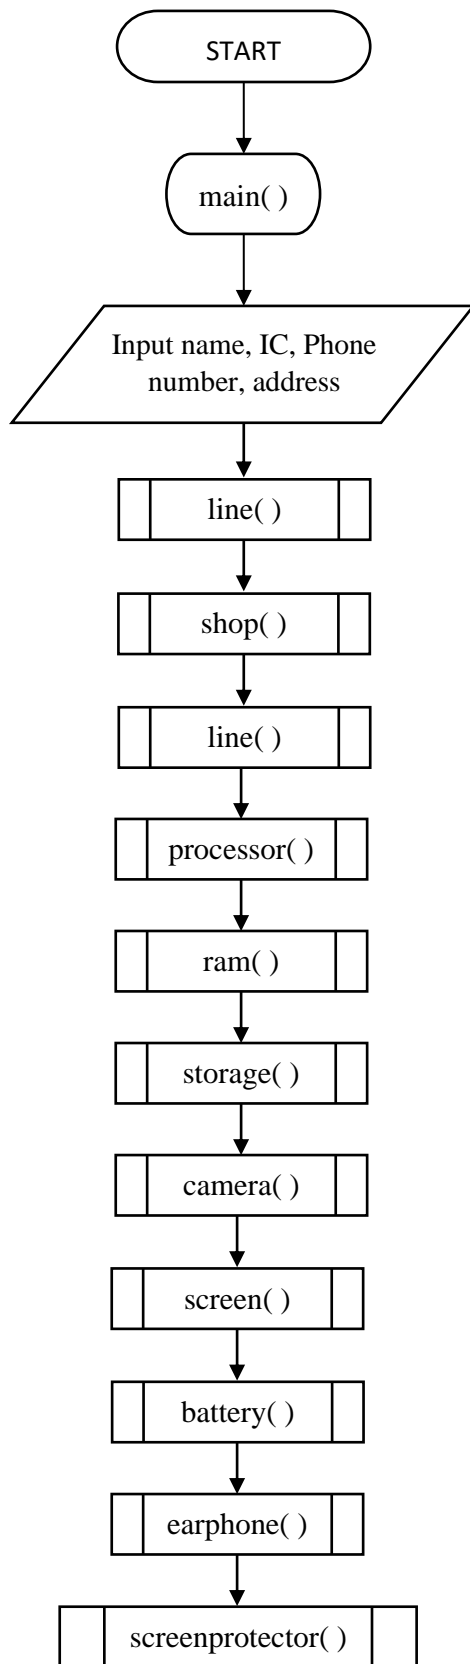 START
main( )
Input name, IC, Phone
number, address
line( )
shop( )
line( )
processor( )
ram( )
storage( )
camera( )
screen( )
battery( )
earphone( )
screenprotector( )